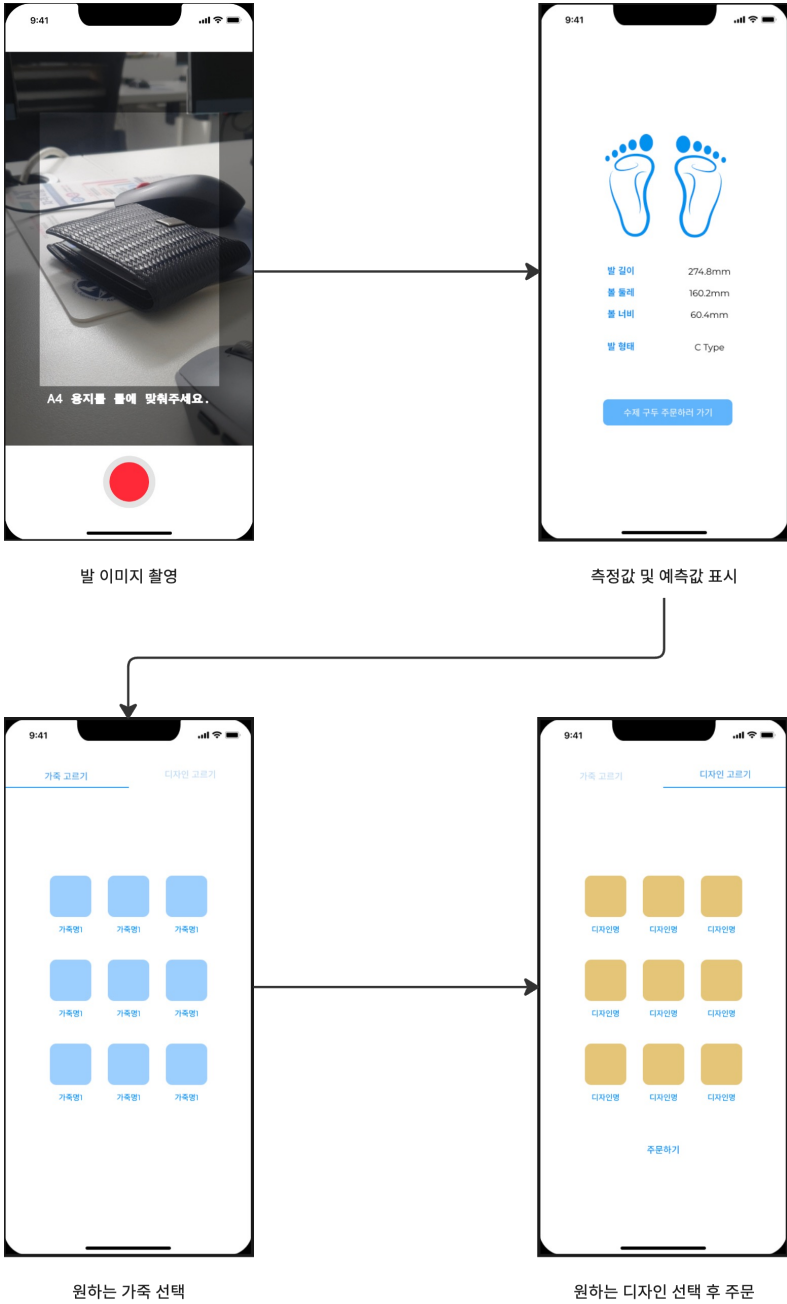 9:41
A4 용지를 틀에 맞춰주세요.
발 이미지 촬영
9:41
발 길이 274.8mm
볼 둘레 160.2mm
볼 너비 60.4mm
발 형태 C Type
수제 구두 주문하러 가기
측정값 및 예측값 표시
9:41
가죽 고르기 디자인 고르기
가죽명1 가죽명1 가죽명1
가죽명1 가죽명1 가죽명1
가죽명1 가죽명1 가죽명1
원하는 가죽 선택
9:41
가죽 고르기 디자인 고르기
디자인명 디자인명 디자인명
디자인명 디자인명 디자인명
디자인명 디자인명 디자인명
주문하기
원하는 디자인 선택 후 주문